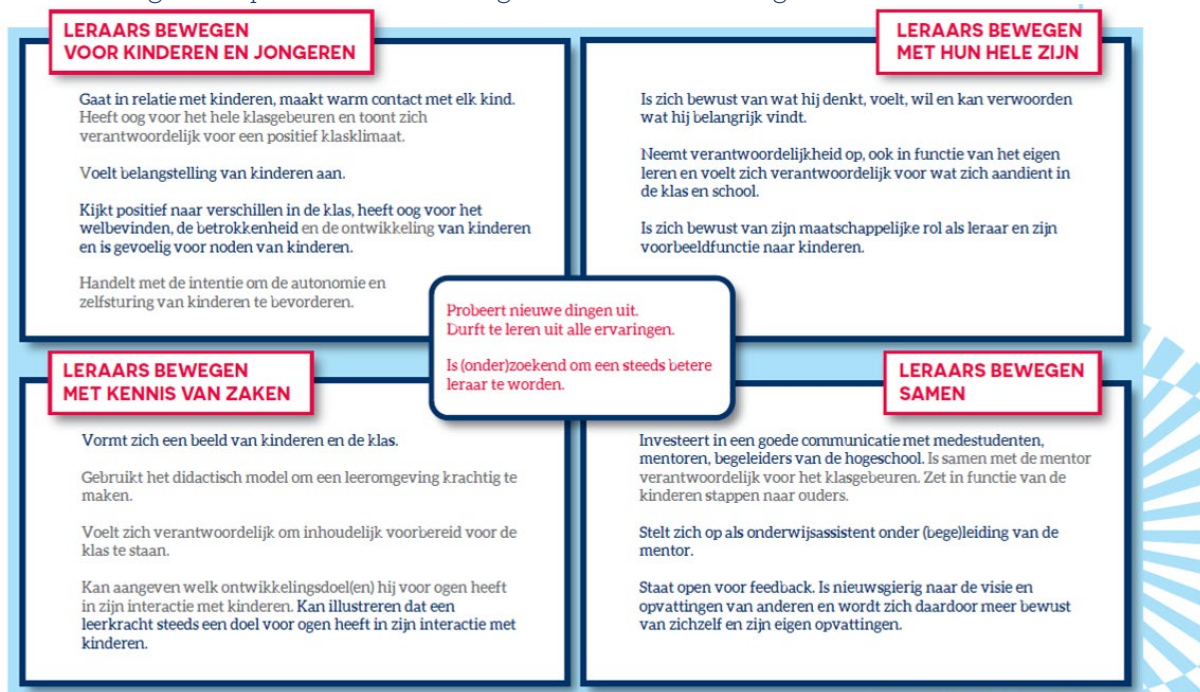 LERAARS BEWEGEN
VOOR KINDEREN EN JONGEREN
Gaat in relatie met kinderen, maakt warm contact met elk kind.
Heeft oog voor het hele klasgebeuren en toont zich
verantwoordelijk voor een positief klasklimaat.
Voelt belangstelling van kinderen aan.
Kijkt positief naar verschillen in de klas, heeft oog voor het
welbevinden, de betrokkenheid en de ontwikkeling van kinderen
en is gevoelig voor noden van kinderen.
Handelt met de intentie om de autonomie en
zelfsturing van kinderen te bevorderen.
LERAARS BEWEGEN
MET HUN HELE ZIJN
Is zich bewust van wat hij denkt, voelt, wil en kan verwoorden
wat hij belangrijk vindt.
Neemt verantwoordelijkheid op, ook in functie van het eigen
leren en voelt zich verantwoordelijk voor wat zich aandient in
de klas en school.
Is zich bewust van zijn maatschappelijke rol als leraar en zijn
voorbeeldfunctie naar kinderen.
Probeert nieuwe dingen uit.
Durft te leren uit alle ervaringen.
Is (onder)zoekend om een steeds betere
leraar te worden.
LERAARS BEWEGEN
MET KENNIS VAN ZAKEN
Vormt zich een beeld van kinderen en de klas.
Gebruikt het didactisch model om een leeromgeving krachtig te
maken.
Voelt zich verantwoordelijk om inhoudelijk voorbereid voor de
klas te staan.
Kan aangeven welk ontwikkelingsdoel(en) hij voor ogen heeft
in zijn interactie met kinderen. Kan illustreren dat een
leerkracht steeds een doel voor ogen heeft in zijn interactie met
kinderen.
LERAARS BEWEGEN
SAMEN
Investeert in een goede communicatie met medestudenten,
mentoren, begeleiders van de hogeschool. Is samen met de mentor
verantwoordelijk voor het klasgebeuren. Zet in functie van de
kinderen stappen naar ouders.
Stelt zich op als onderwijsassistent onder (bege)leiding van de
mentor.
Staat open voor feedback. Is nieuwsgierig naar de visie en
opvattingen van anderen en wordt zich daardoor meer bewust
van zichzelf en zijn eigen opvattingen.